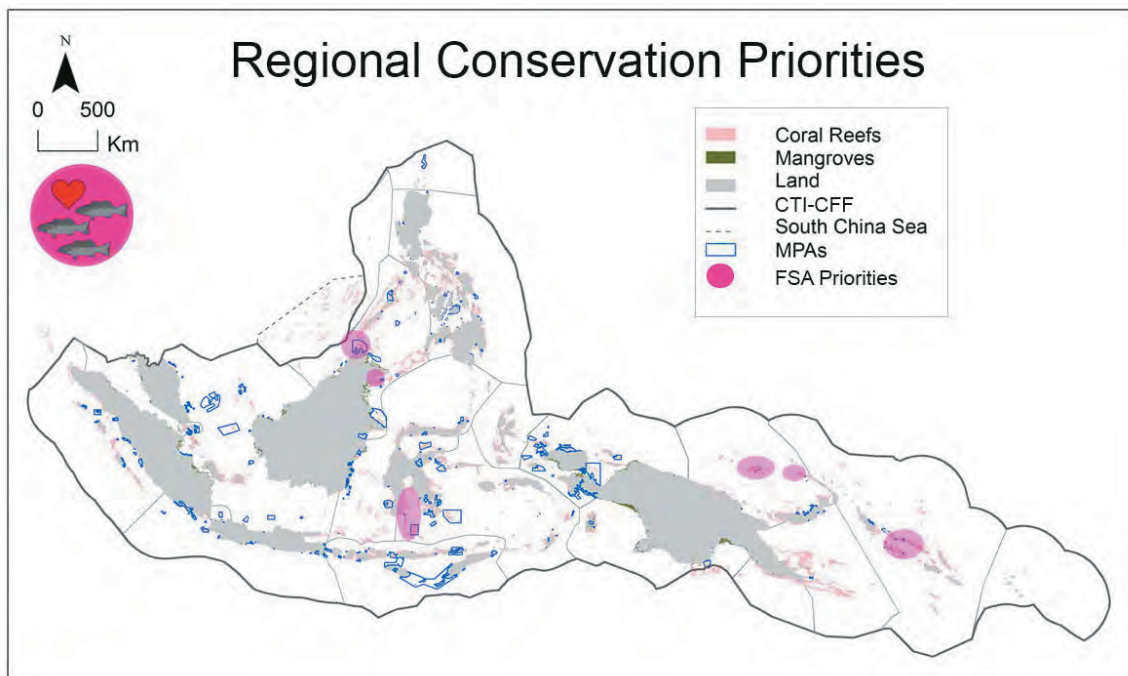 Regional Conservation Priorities
N
0 500
Km
Coral Reefs
Mangroves
Land
CTI-CFF
South China Sea
MPAs
FSA Priorities